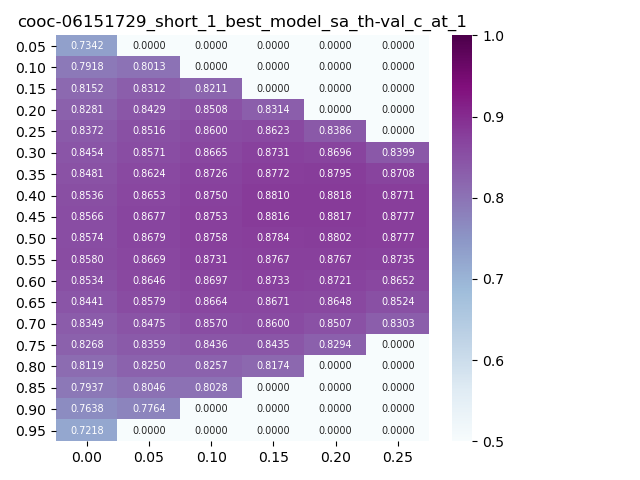 cooc-06151729_short_1_best_model_sa_th-val_c_at_1
0.05 0.7342 0.0000 0.0000 0.0000 0.0000 0.0000
0.10 0.7918 0.8013 0.0000 0.0000 0.0000 0.0000
0.15 0.8152 0.8312 0.8211 0.0000 0.0000 0.0000
0.20 0.8281 0.8429 0.8508 0.8314 0.0000 0.0000
0.25 0.8372 0.8516 0.8600 0.8623 0.8386 0.0000
0.30 0.8454 0.8571 0.8665 0.8731 0.8696 0.8399
0.35 0.8481 0.8624 0.8726 0.8772 0.8795 0.8708
0.40 0.8536 0.8653 0.8750 0.8810 0.8818 0.8771
0.45 0.8566 0.8677 0.8753 0.8816 0.8817 0.8777
0.50 0.8574 0.8679 0.8758 0.8784 0.8802 0.8777
0.55 0.8580 0.8669 0.8731 0.8767 0.8767 0.8735
0.60 0.8534 0.8646 0.8697 0.8733 0.8721 0.8652
0.65 0.8441 0.8579 0.8664 0.8671 0.8648 0.8524
0.70 0.8349 0.8475 0.8570 0.8600 0.8507 0.8303
0.75 0.8268 0.8359 0.8436 0.8435 0.8294 0.0000
0.80 0.8119 0.8250 0.8257 0.8174 0.0000 0.0000
0.85 0.7937 0.8046 0.8028 0.0000 0.0000 0.0000
0.90 0.7638 0.7764 0.0000 0.0000 0.0000 0.0000
0.95 0.7218 0.0000 0.0000 0.0000 0.0000 0.0000
0.00 0.05 0.10 0.15 0.20 0.25
1.0
0.9
0.8
0.7
0.6
0.5